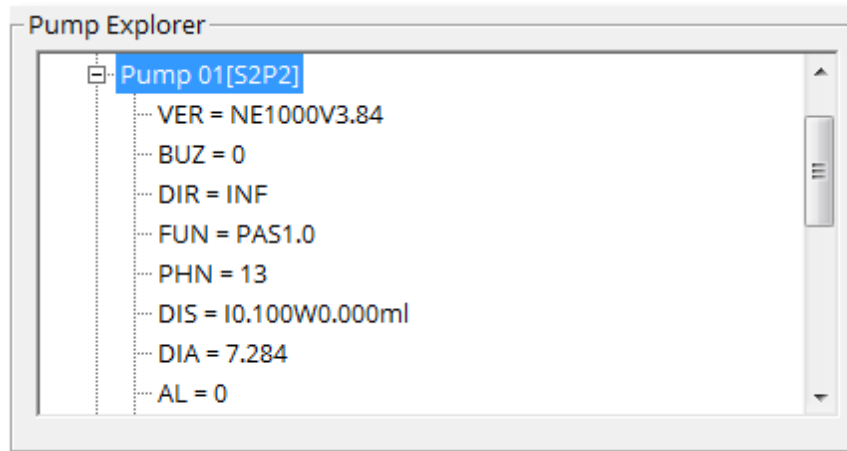 Pump Explorer
Pump 01[S2P2]
VER = NE1000V3.84
BUZ = 0
DIR = INF
FUN = PAS1.0
PHN = 13
DIS = I0.100W0.000ml
DIA = 7.284
AL = 0